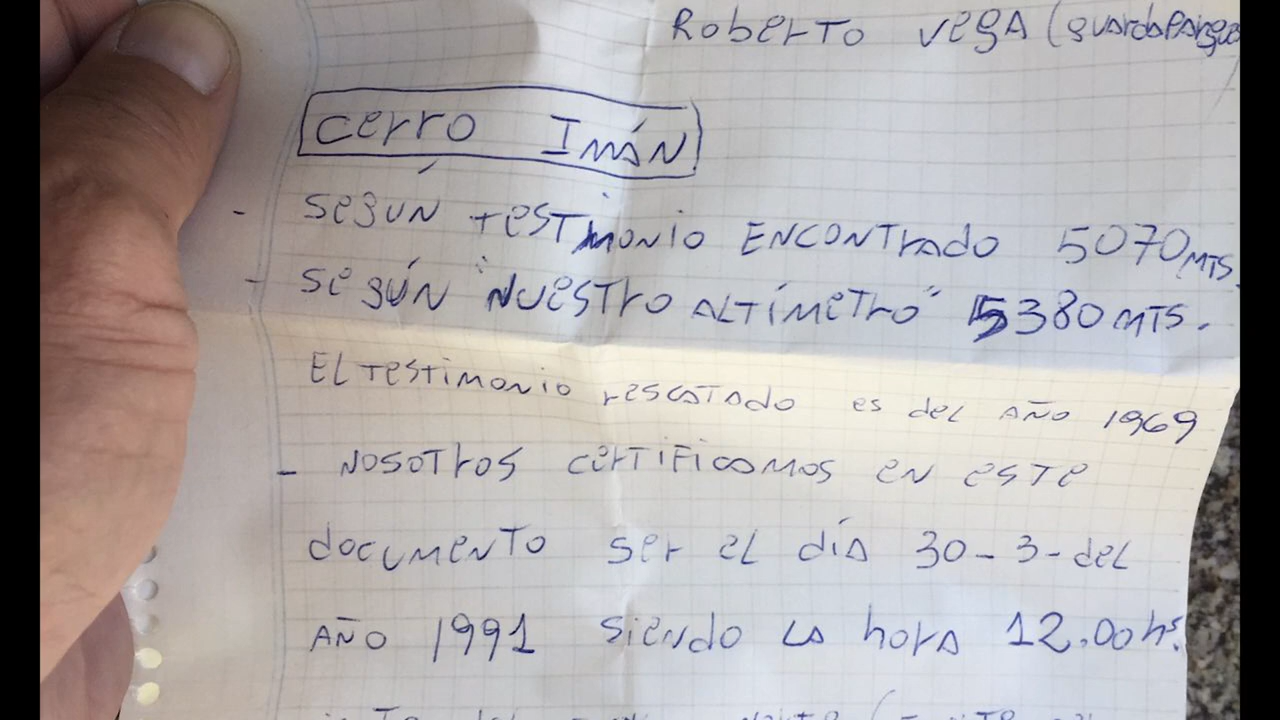 Roberto Vega (guardaparque
Cerro Imán
- Según testimonio encontrado 5070 mts.
- Según "nuestro altímetro" 5380 mts.
El testimonio rescatado es del año 1969
- Nosotros certificamos en este
documento ser el día 30-3-del
año 1991 siendo la hora 12.00 hs.